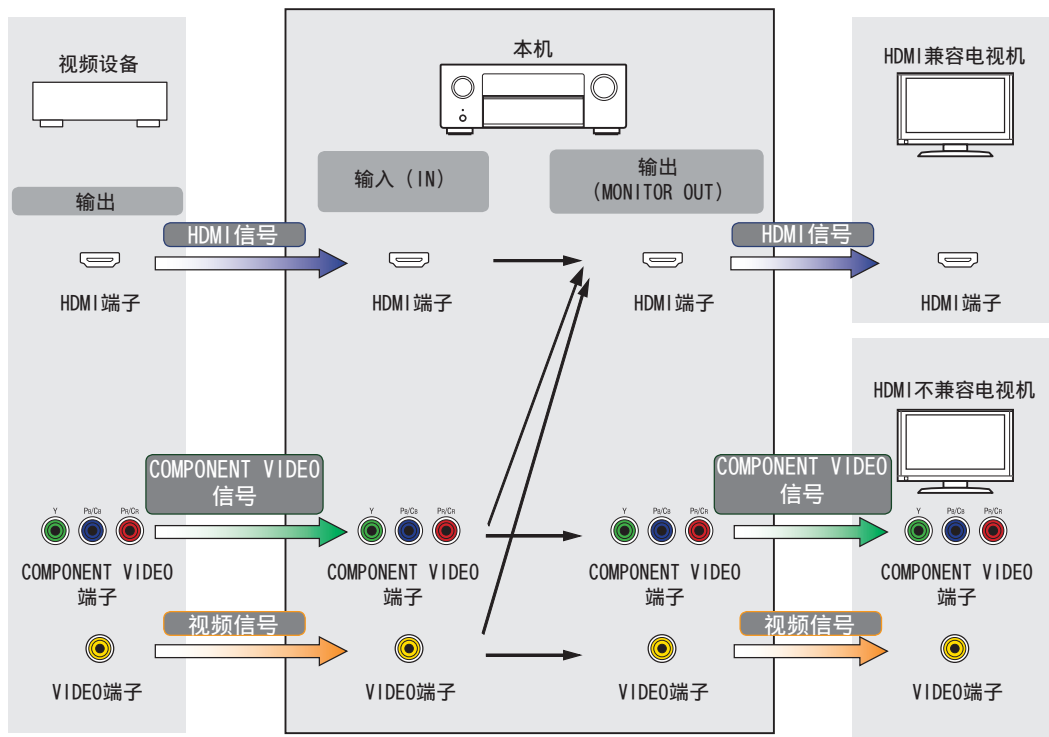 视频设备
本机
HDMI兼容电视机
输出
输入（IN）
输出
（MONITOR OUT）
HDMI信号
HDMI信号
HDMI端子
HDMI端子
HDMI端子
HDMI端子
HDMI不兼容电视机
COMPONENT VIDEO
信号
COMPONENT VIDEO
信号
Y PB/CB PR/CR
Y PB/CB PR/CR
Y PB/CB PR/CR
Y PB/CB PR/CR
COMPONENT VIDEO
端子
COMPONENT VIDEO
端子
COMPONENT VIDEO
端子
COMPONENT VIDEO
端子
视频信号
视频信号
VIDEO端子
VIDEO端子
VIDEO端子
VIDEO端子